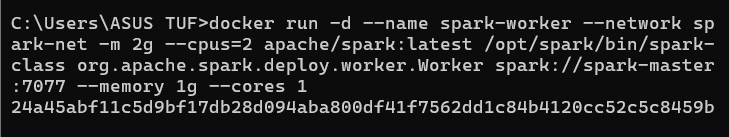 C:\Users\ASUS TUF>docker run -d --name spark-worker --network sp
ark-net -m 2g --cpus=2 apache/spark:latest /opt/spark/bin/spark-
class org.apache.spark.deploy.worker.Worker spark://spark-master
:7077 --memory 1g --cores 1
24a45abf11c5d9bf17db28d094aba800df41f7562dd1c84b4120cc52c5c8459b